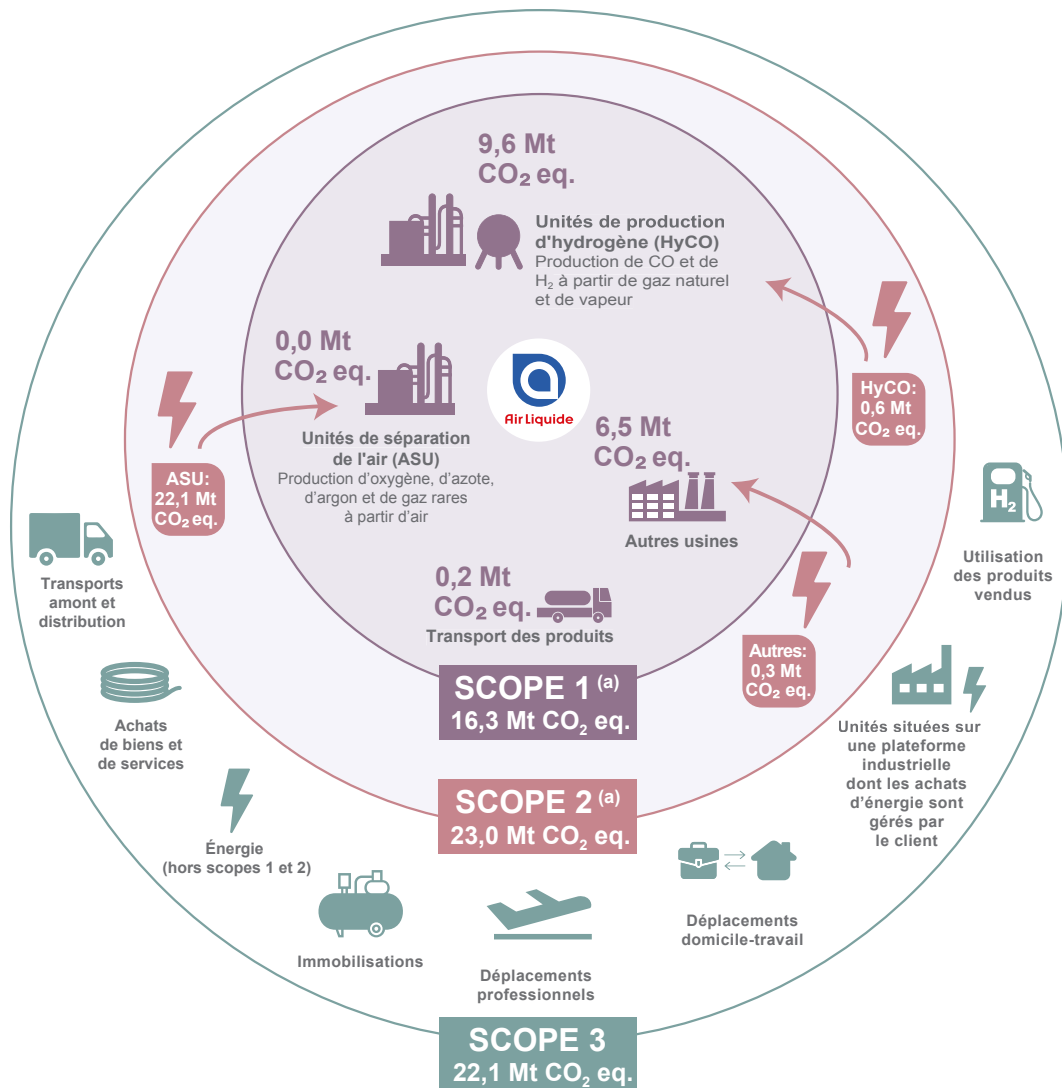 9,6 Mt
CO₂ eq.
Unités de production
d'hydrogène (HyCO)
Production de CO et de
H₂ à partir de gaz naturel
et de vapeur
0,0 Mt
CO₂ eq.
Unités de séparation
de l'air (ASU)
Production d’oxygène, d’azote,
d’argon et de gaz rares
à partir d’air
Air Liquide
6,5 Mt
CO₂ eq.
Autres usines
0,2 Mt
CO₂ eq.
Transport des produits
SCOPE 1 (a)
16,3 Mt CO₂ eq.
HyCO:
0,6 Mt
CO₂ eq.
ASU:
22,1 Mt
CO₂ eq.
Autres:
0,3 Mt
CO₂ eq.
SCOPE 2 (a)
23,0 Mt CO₂ eq.
Transports
amont et
distribution
Achats
de biens et
de services
Énergie
(hors scopes 1 et 2)
Immobilisations
Déplacements
professionnels
Déplacements
domicile-travail
Unités situées sur
une plateforme
industrielle
dont les achats
d’énergie sont
gérés par
le client
H₂
Utilisation
des produits
vendus
SCOPE 3
22,1 Mt CO₂ eq.